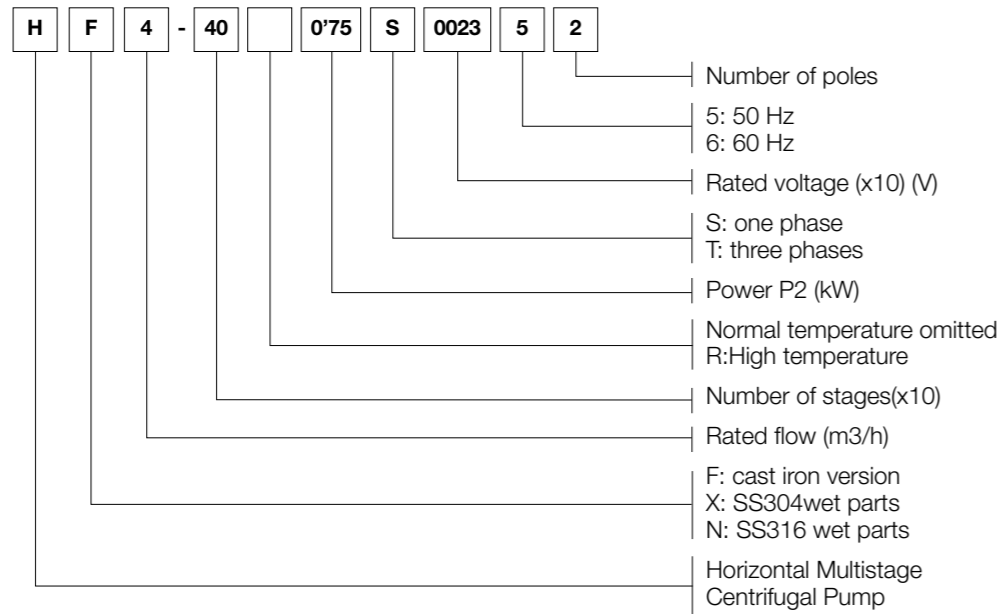 H F 4 - 40 0'75 S 0023 5 2
Number of poles
5: 50 Hz
6: 60 Hz
Rated voltage (x10) (V)
S: one phase
T: three phases
Power P2 (kW)
Normal temperature omitted
R:High temperature
Number of stages(x10)
Rated flow (m3/h)
F: cast iron version
X: SS304wet parts
N: SS316 wet parts
Horizontal Multistage
Centrifugal Pump